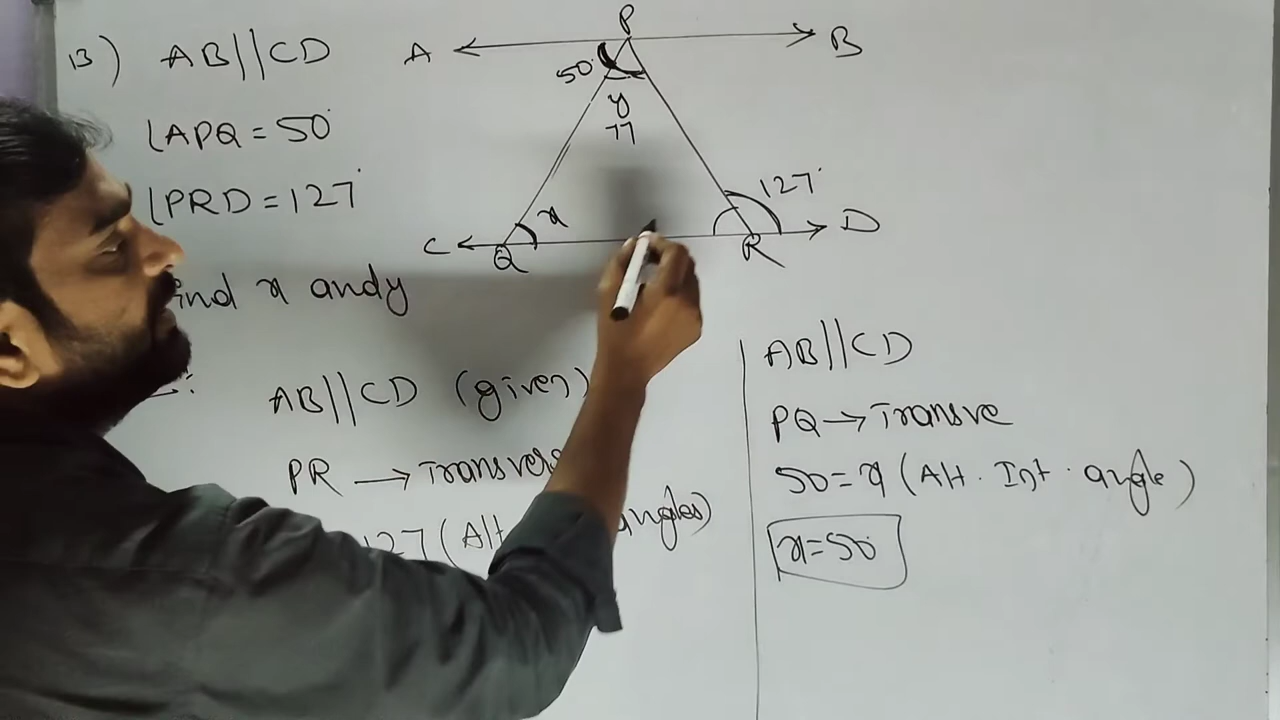 13) AB//CD
∠APQ = 50°
∠PRD = 127°
find x and y
A
P
B
50°
y
77
x
127°
C
Q
R
D
AB//CD (given)
PR → Transvers
127 (Alt angles)
AB//CD
PQ → Transve
50 = x (Alt. Int. angle)
x = 50°